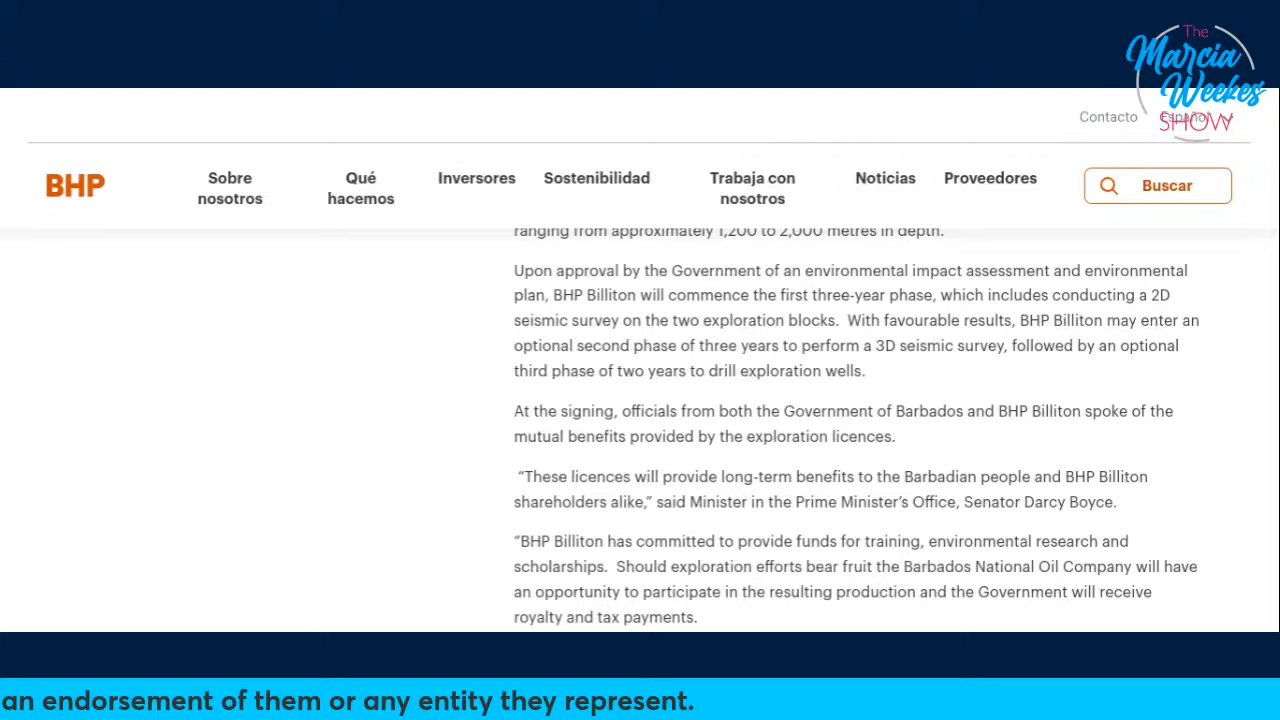 The
Marcia
Weekes
SHOW
Contacto Español
BHP
Sobre
nosotros
Qué
hacemos
Inversores
Sostenibilidad
Trabaja con
nosotros
Noticias
Proveedores
Buscar
ranging from approximately 1,200 to 2,000 metres in depth.
Upon approval by the Government of an environmental impact assessment and environmental
plan, BHP Billiton will commence the first three-year phase, which includes conducting a 2D
seismic survey on the two exploration blocks.  With favourable results, BHP Billiton may enter an
optional second phase of three years to perform a 3D seismic survey, followed by an optional
third phase of two years to drill exploration wells.
At the signing, officials from both the Government of Barbados and BHP Billiton spoke of the
mutual benefits provided by the exploration licences.
“These licences will provide long-term benefits to the Barbadian people and BHP Billiton
shareholders alike,” said Minister in the Prime Minister’s Office, Senator Darcy Boyce.
“BHP Billiton has committed to provide funds for training, environmental research and
scholarships.  Should exploration efforts bear fruit the Barbados National Oil Company will have
an opportunity to participate in the resulting production and the Government will receive
royalty and tax payments.
an endorsement of them or any entity they represent.